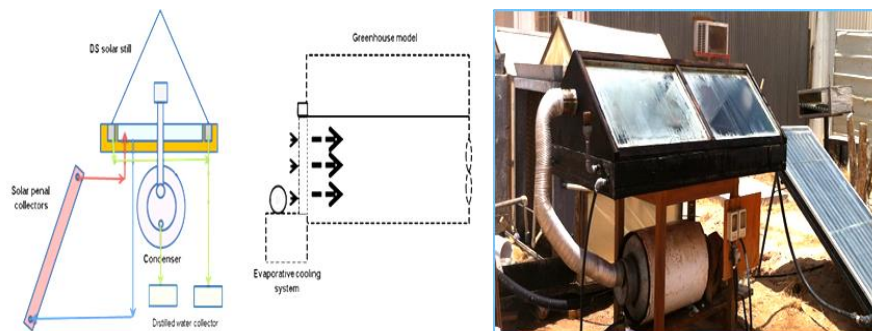 DS solar still
Greenhouse model
Solar penal
collectors
Condenser
Evaporative cooling
system
Distilled water collector